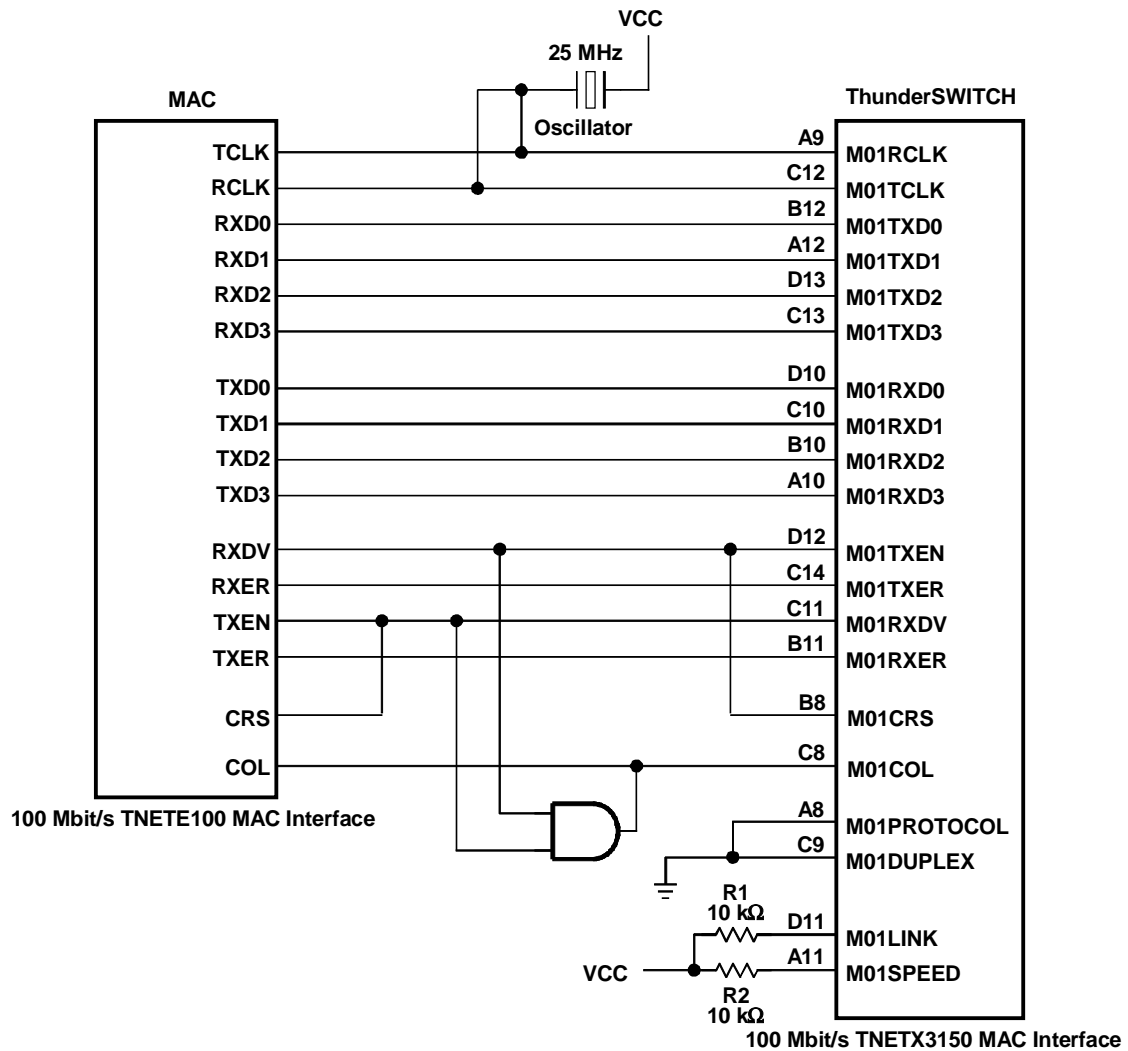 VCC
25 MHz
Oscillator
MAC
ThunderSWITCH
TCLK A9 M01RCLK
RCLK C12 M01TCLK
RXD0 B12 M01TXD0
RXD1 A12 M01TXD1
RXD2 D13 M01TXD2
RXD3 C13 M01TXD3
TXD0 D10 M01RXD0
TXD1 C10 M01RXD1
TXD2 B10 M01RXD2
TXD3 A10 M01RXD3
RXDV D12 M01TXEN
RXER C14 M01TXER
TXEN C11 M01RXDV
TXER B11 M01RXER
CRS B8 M01CRS
COL C8 M01COL
100 Mbit/s TNETE100 MAC Interface
A8 M01PROTOCOL
C9 M01DUPLEX
R1
10 kΩ
D11 M01LINK
VCC A11 M01SPEED
R2
10 kΩ
100 Mbit/s TNETX3150 MAC Interface